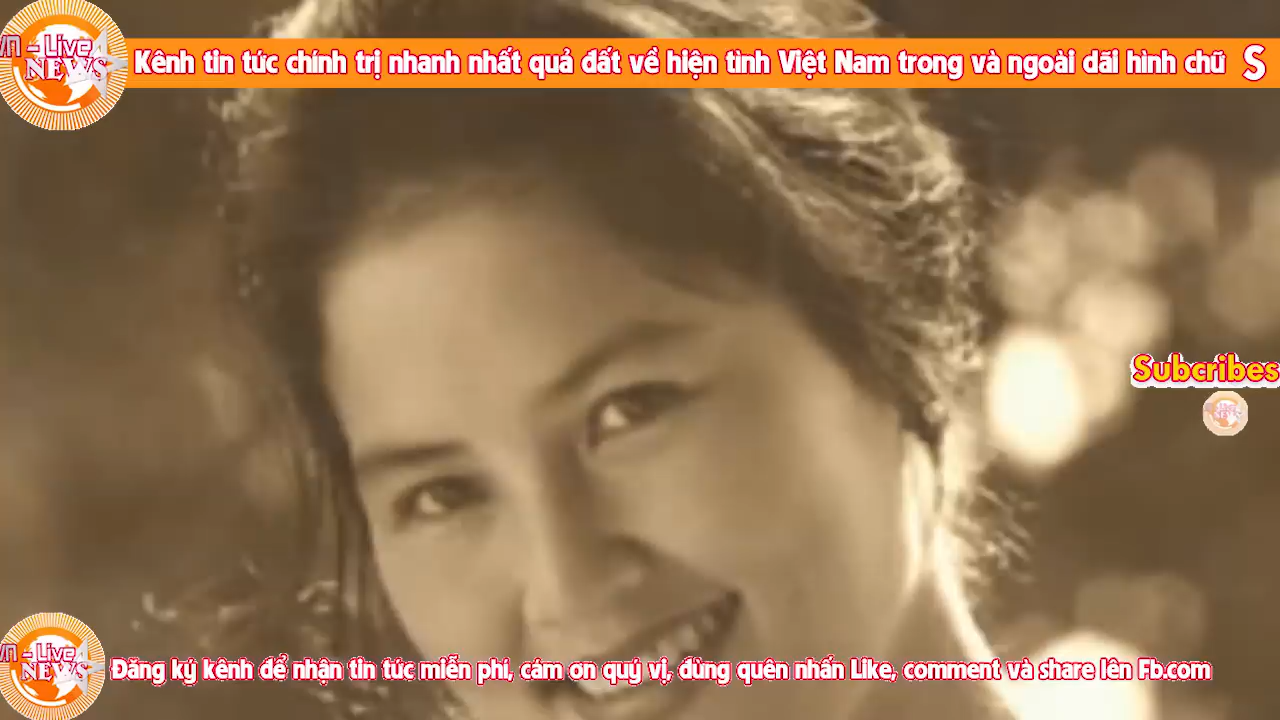 VN - Live
NEWS
Kênh tin tức chính trị nhanh nhất quả đất về hiện tình Việt Nam trong và ngoài dãi hình chữ S
Subcribes
VN - Live
NEWS
Đăng ký kênh để nhận tin tức miễn phí, cám ơn quý vị, đừng quên nhấn Like, comment và share lên Fb.com